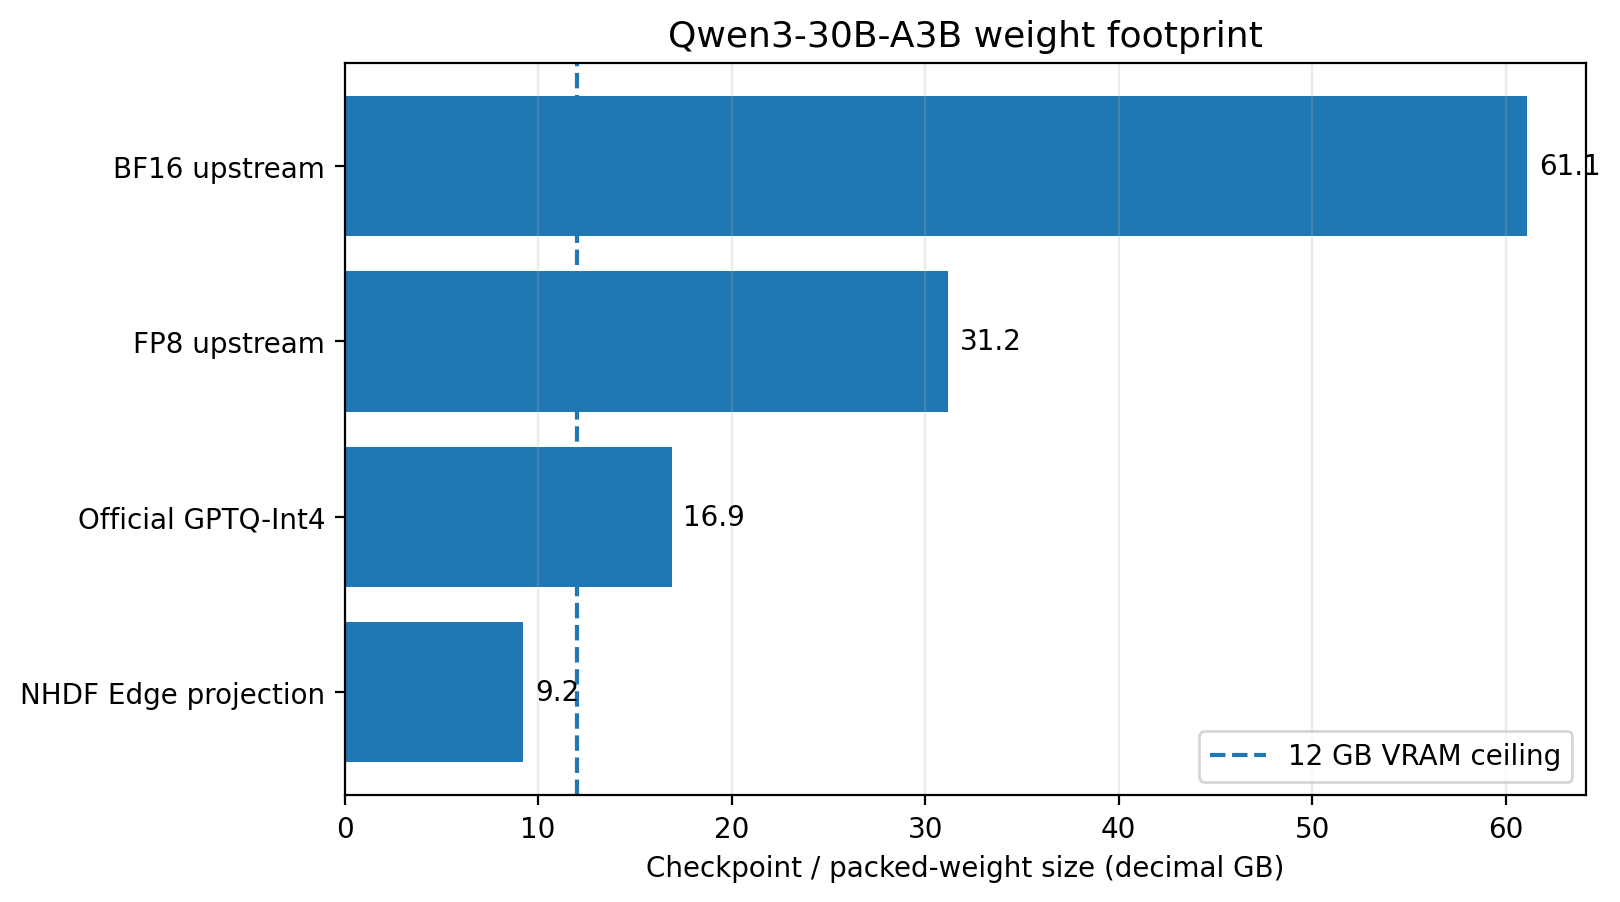 Qwen3-30B-A3B weight footprint
BF16 upstream
61.1
FP8 upstream
31.2
Official GPTQ-Int4
16.9
NHDF Edge projection
9.2
12 GB VRAM ceiling
0 10 20 30 40 50 60
Checkpoint / packed-weight size (decimal GB)